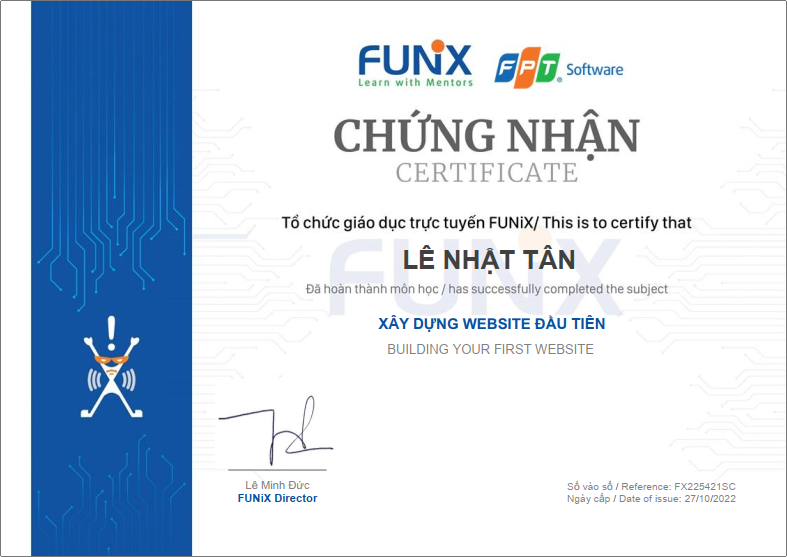 FUNiX
Learn with Mentors
FPT Software
CHỨNG NHẬN
CERTIFICATE
Tổ chức giáo dục trực tuyến FUNiX/ This is to certify that
LÊ NHẬT TÂN
Đã hoàn thành môn học / has successfully completed the subject
XÂY DỰNG WEBSITE ĐẦU TIÊN
BUILDING YOUR FIRST WEBSITE
Lê Minh Đức
FUNiX Director
Số vào sổ / Reference: FX225421SC
Ngày cấp / Date of issue: 27/10/2022